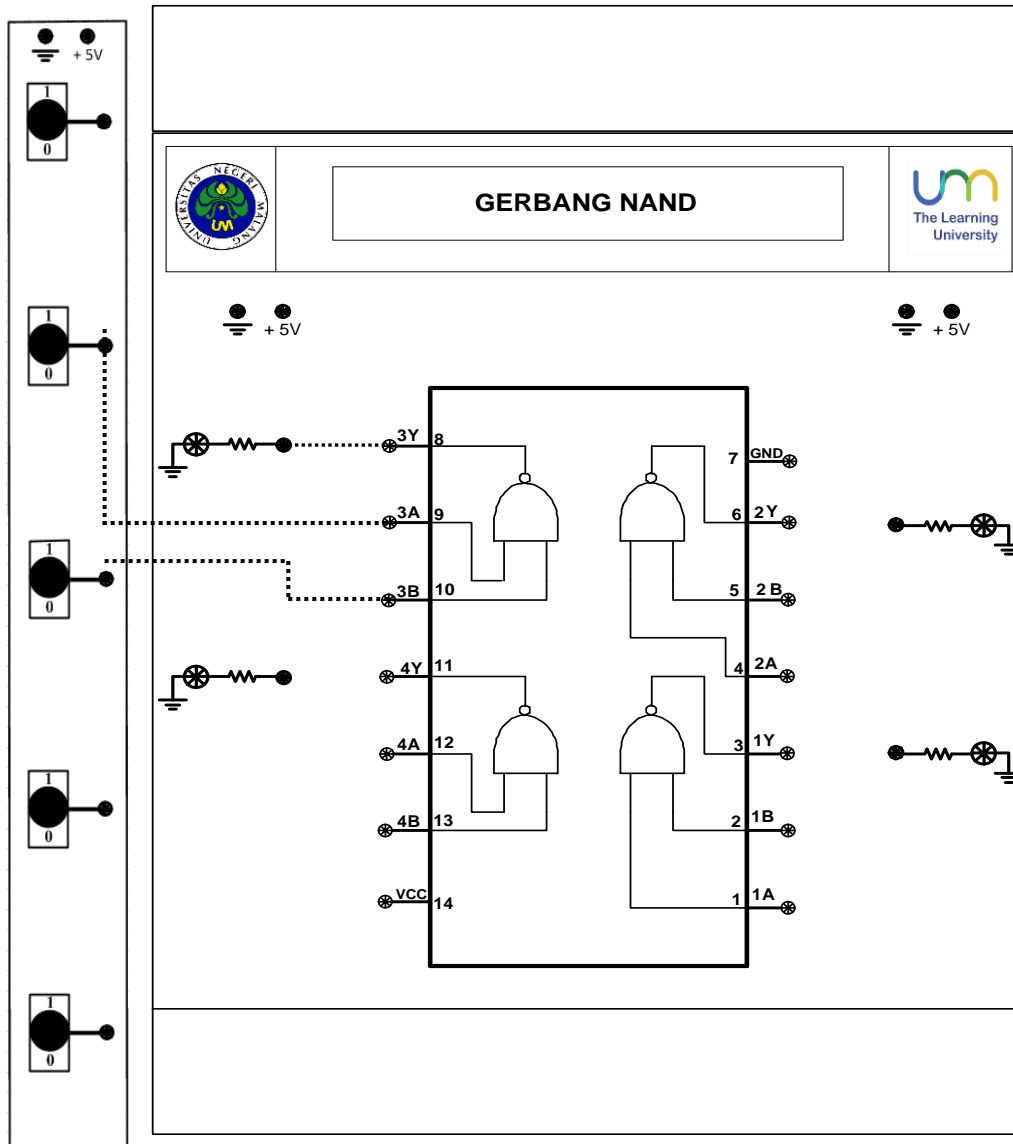 + 5V
1
0
1
0
1
0
1
0
1
0
UNIVERSITAS NEGERI MALANG
UM
GERBANG NAND
um
The Learning
University
+ 5V
+ 5V
3Y 8
3A 9
3B 10
4Y 11
4A 12
4B 13
VCC 14
7 GND
6 2Y
5 2B
4 2A
3 1Y
2 1B
1 1A